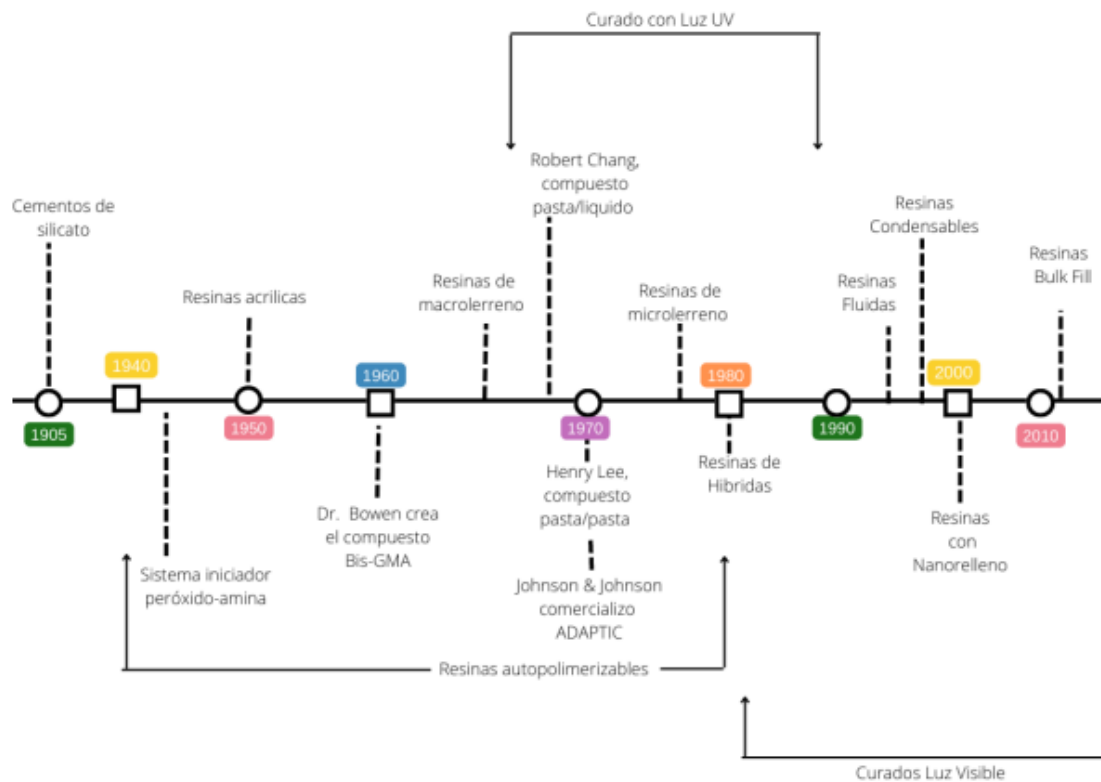 Curado con Luz UV
Robert Chang,
compuesto
pasta/liquido
Cementos de
silicato
Resinas
Condensables
Resinas
Bulk Fill
Resinas de
macrolerreno
Resinas acrilicas
Resinas de
microlerreno
Resinas
Fluidas
1940
1960
1980
2000
1905
1950
1970
1990
2010
Henry Lee,
compuesto
pasta/pasta
Resinas de
Hibridas
Dr. Bowen crea
el compuesto
Bis-GMA
Resinas
con
Nanorelleno
Sistema iniciador
peróxido-amina
Johnson & Johnson
comercializo
ADAPTIC
Resinas autopolimerizables
Curados Luz Visible